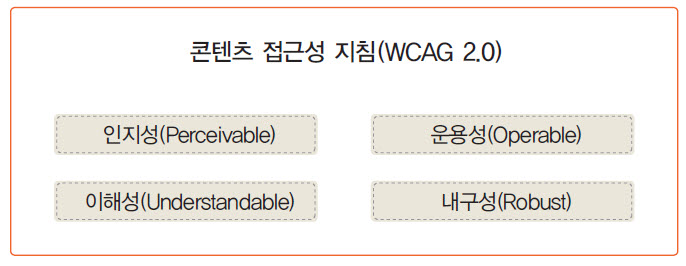 콘텐츠 접근성 지침(WCAG 2.0)
인지성(Perceivable)
운용성(Operable)
이해성(Understandable)
내구성(Robust)